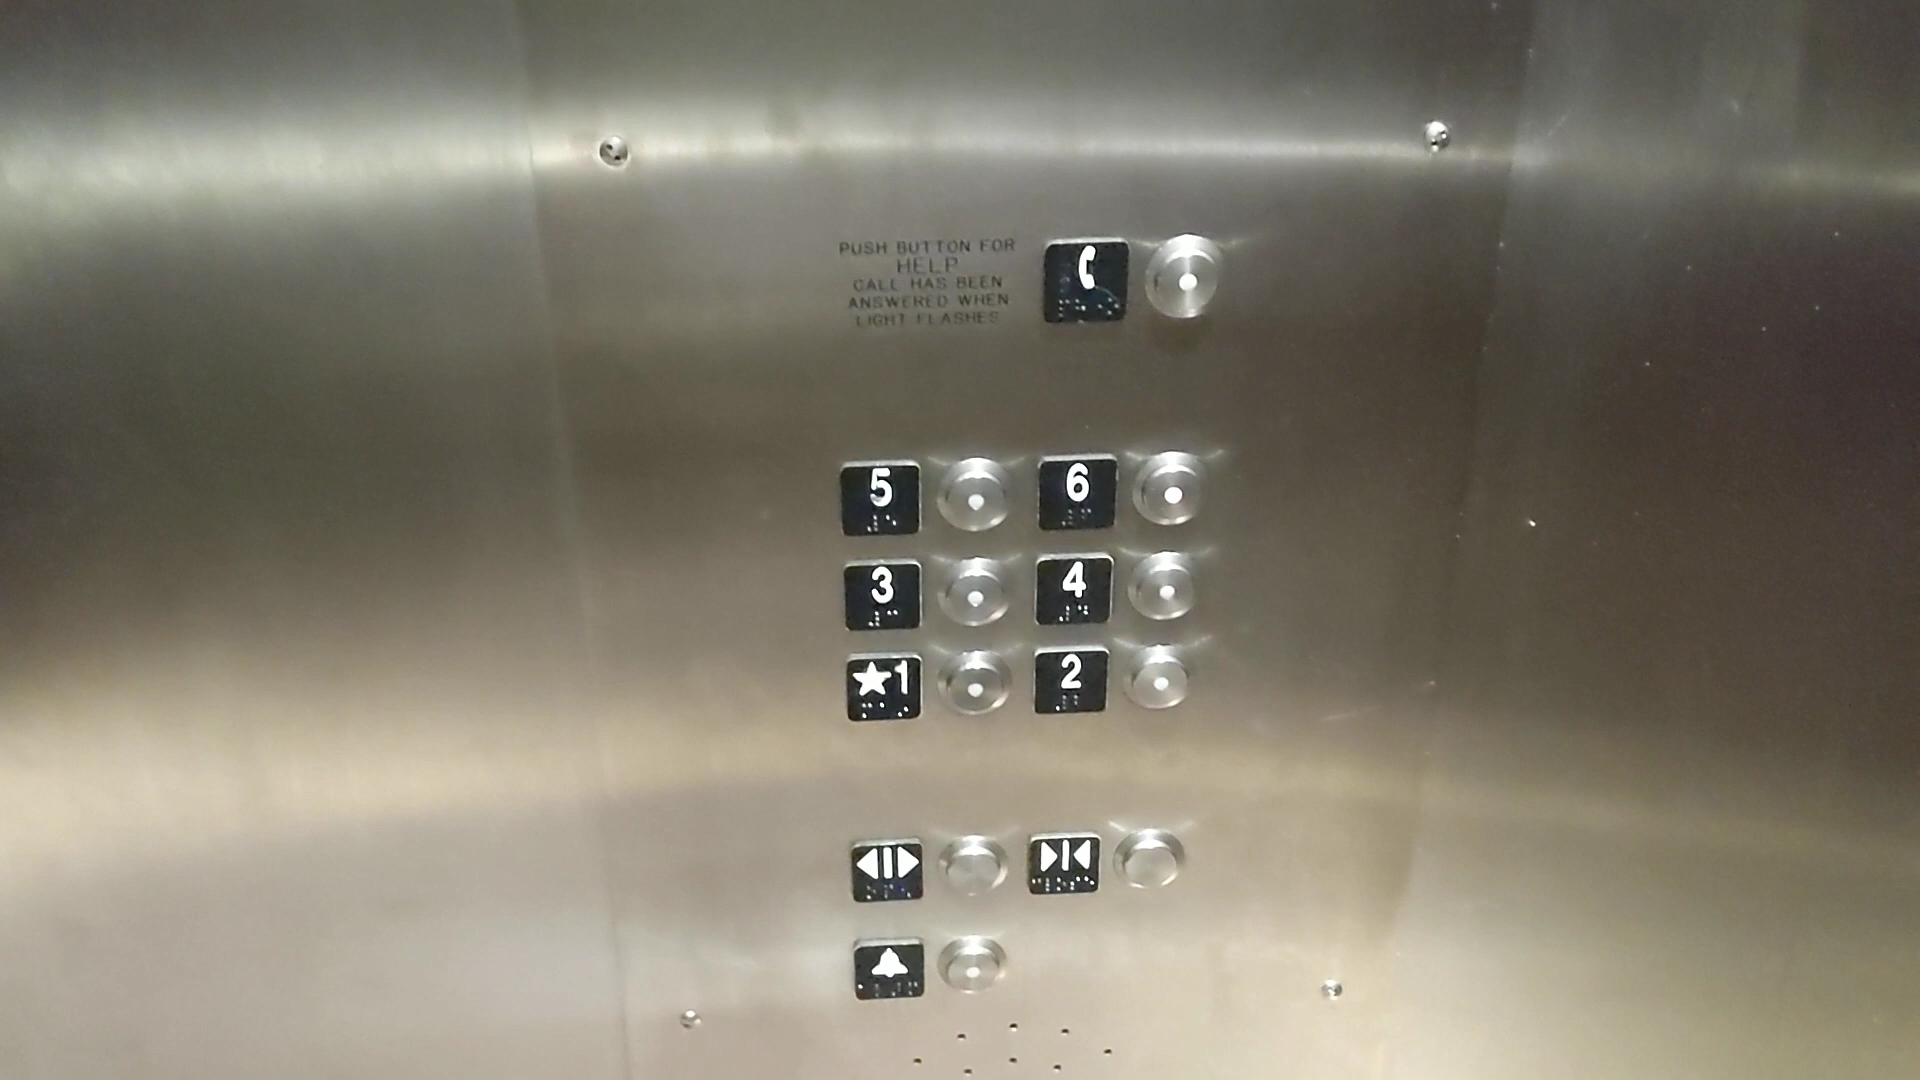 PUSH BUTTON FOR
HELP
CALL HAS BEEN
ANSWERED WHEN
LIGHT FLASHES
5 6
3 4
★1 2